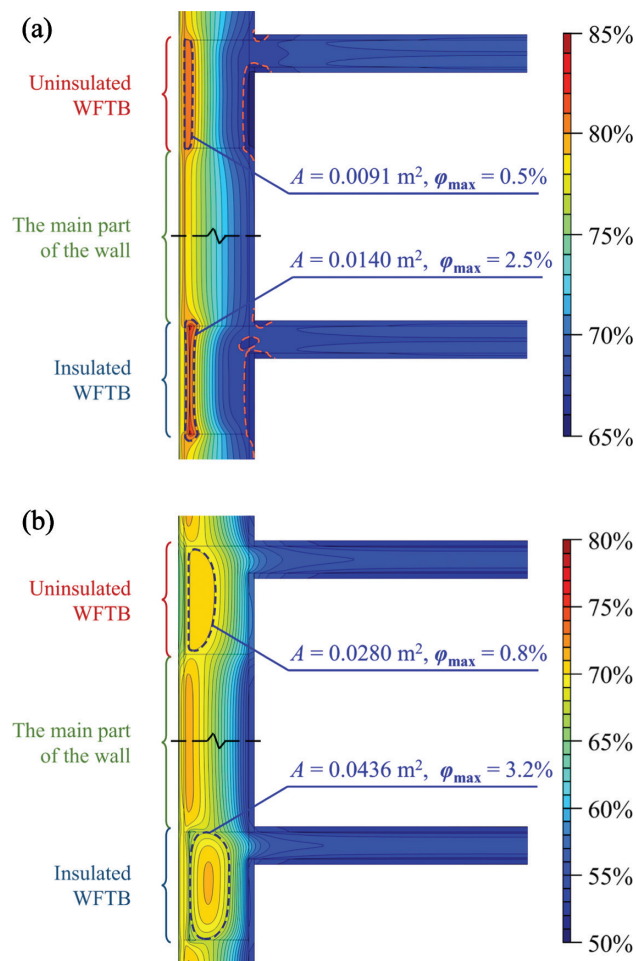 (a)
85%
Uninsulated
WFTB
80%
A = 0.0091 m², φmax = 0.5%
The main part
of the wall
75%
A = 0.0140 m², φmax = 2.5%
70%
Insulated
WFTB
65%
(b)
80%
Uninsulated
WFTB
75%
A = 0.0280 m², φmax = 0.8%
70%
The main part
of the wall
65%
A = 0.0436 m², φmax = 3.2%
60%
Insulated
WFTB
55%
50%